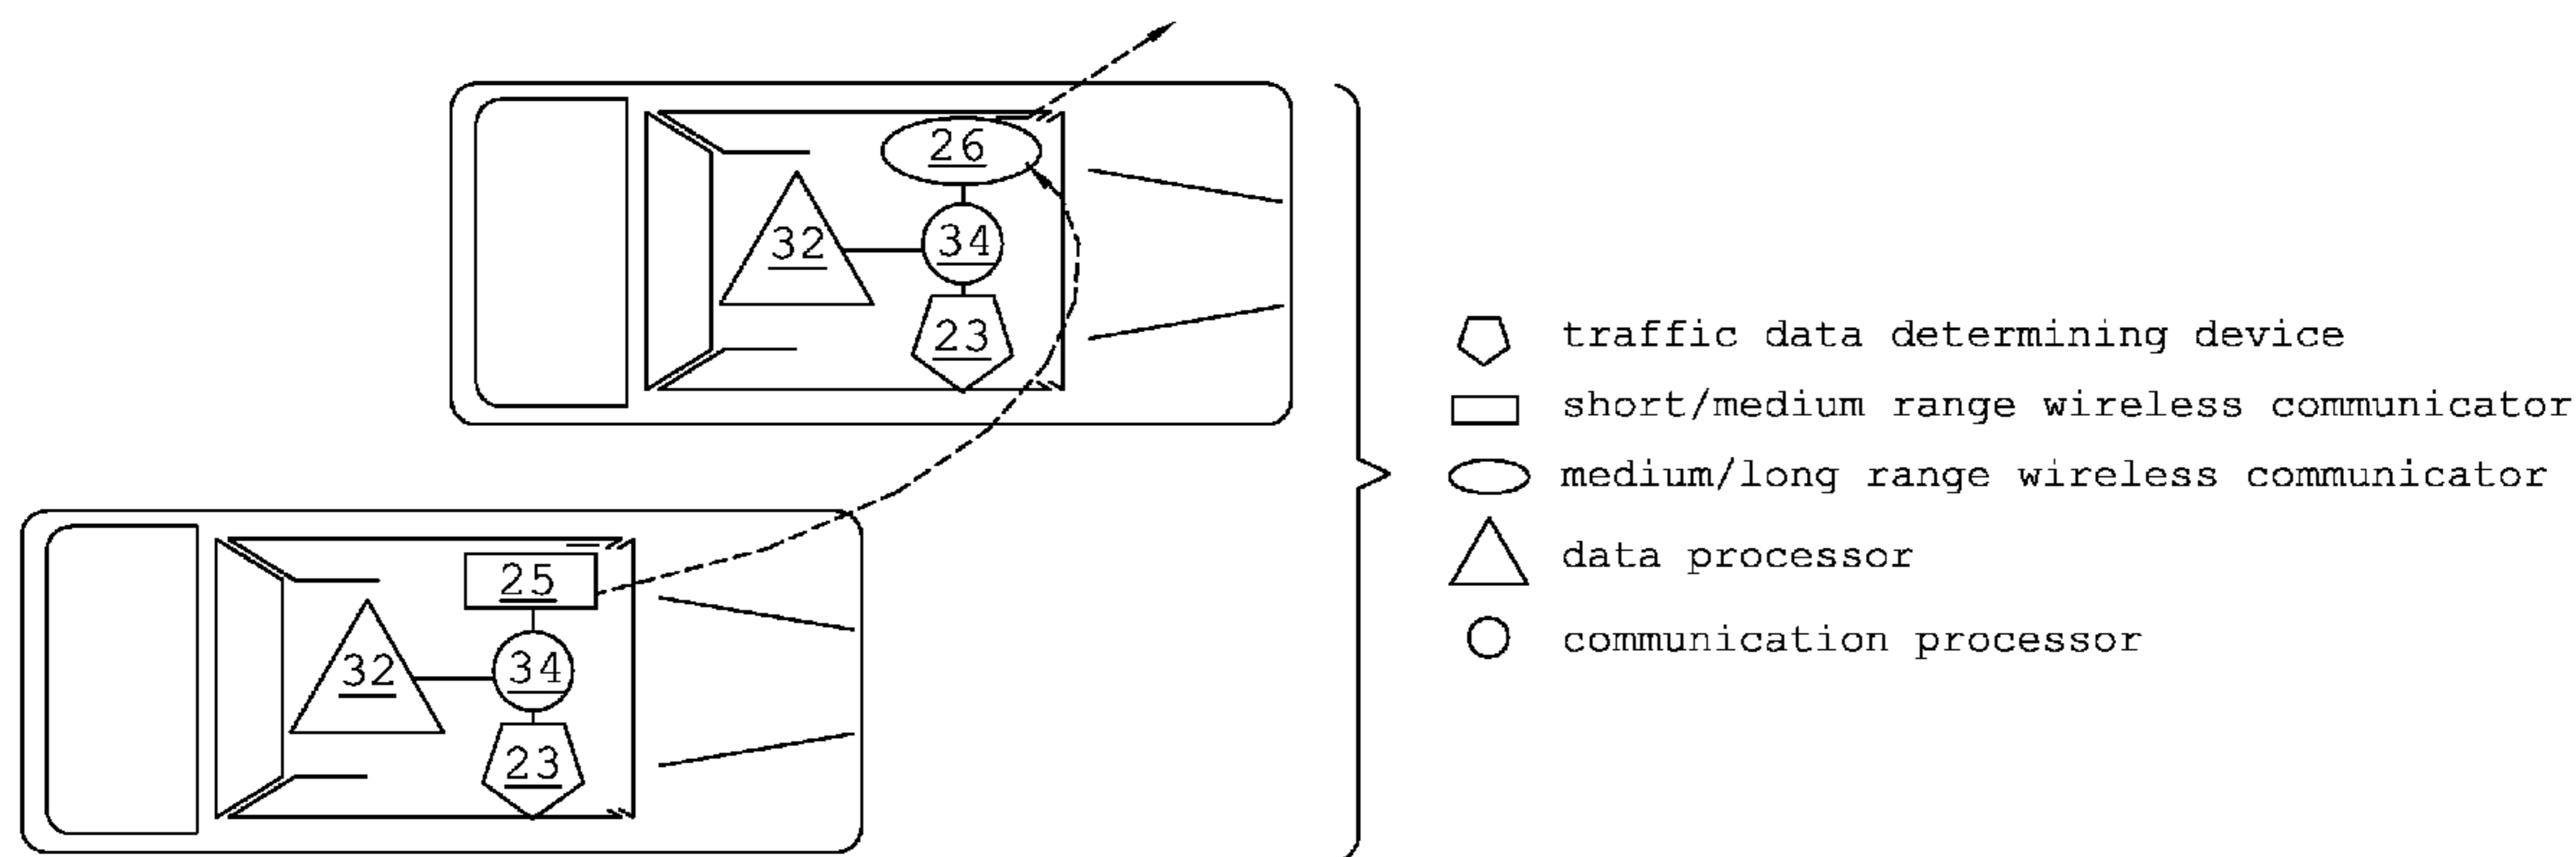 26
32
34
23
25
32
34
23
traffic data determining device
short/medium range wireless communicator
medium/long range wireless communicator
data processor
communication processor